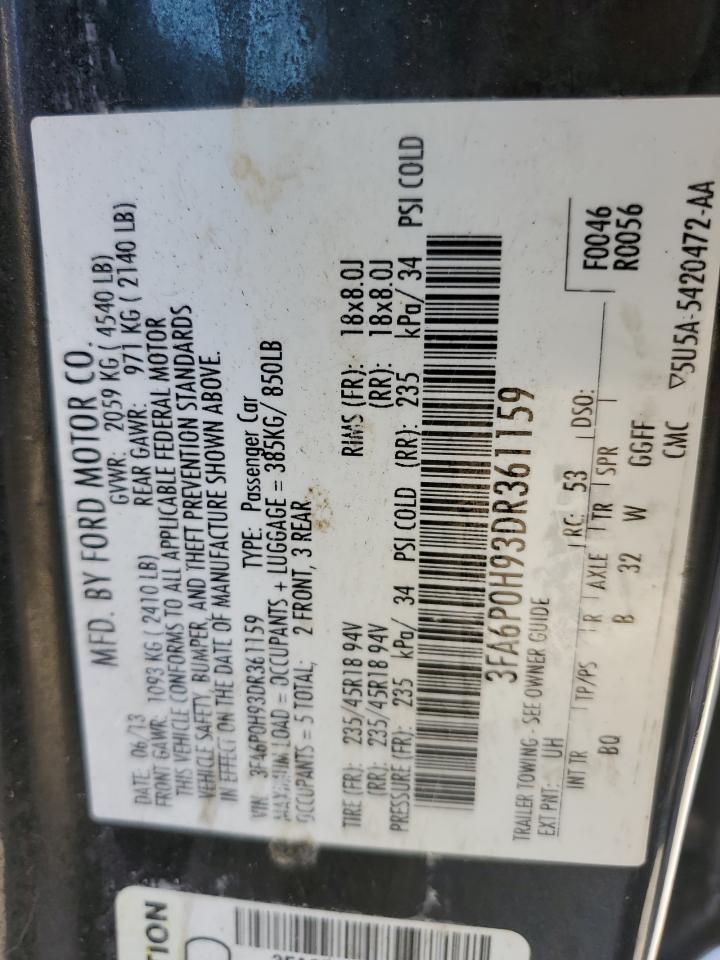 MFD. BY FORD MOTOR CO.
DATE: 06/13 GVWR: 2059 KG ( 4540 LB)
FRONT GAWR: 1093 KG ( 2410 LB) REAR GAWR: 971 KG ( 2140 LB)
THIS VEHICLE CONFORMS TO ALL APPLICABLE FEDERAL MOTOR
VEHICLE SAFETY, BUMPER, AND THEFT PREVENTION STANDARDS
IN EFFECT ON THE DATE OF MANUFACTURE SHOWN ABOVE.
VIN: 3FA6P0H93DR361159 TYPE: Passenger Car
MAXIMUM LOAD = OCCUPANTS + LUGGAGE = 385KG/ 850LB
OCCUPANTS = 5 TOTAL; 2 FRONT, 3 REAR
TIRE (FR): 235/45R18 94V RIMS (FR): 18x8.0J
(RR): 235/45R18 94V (RR): 18x8.0J
PRESSURE (FR): 235 kPa/ 34 PSI COLD (RR): 235 kPa/ 34 PSI COLD
3FA6P0H93DR361159
TRAILER TOWING - SEE OWNER GUIDE
EXT PNT: UH RC: 53 DSO: F0046
R0056
INT TR TP/PS R AXLE TR SPR
BQ B 32 W GGFF
CMC ▽5U5A-5420472-AA
TION